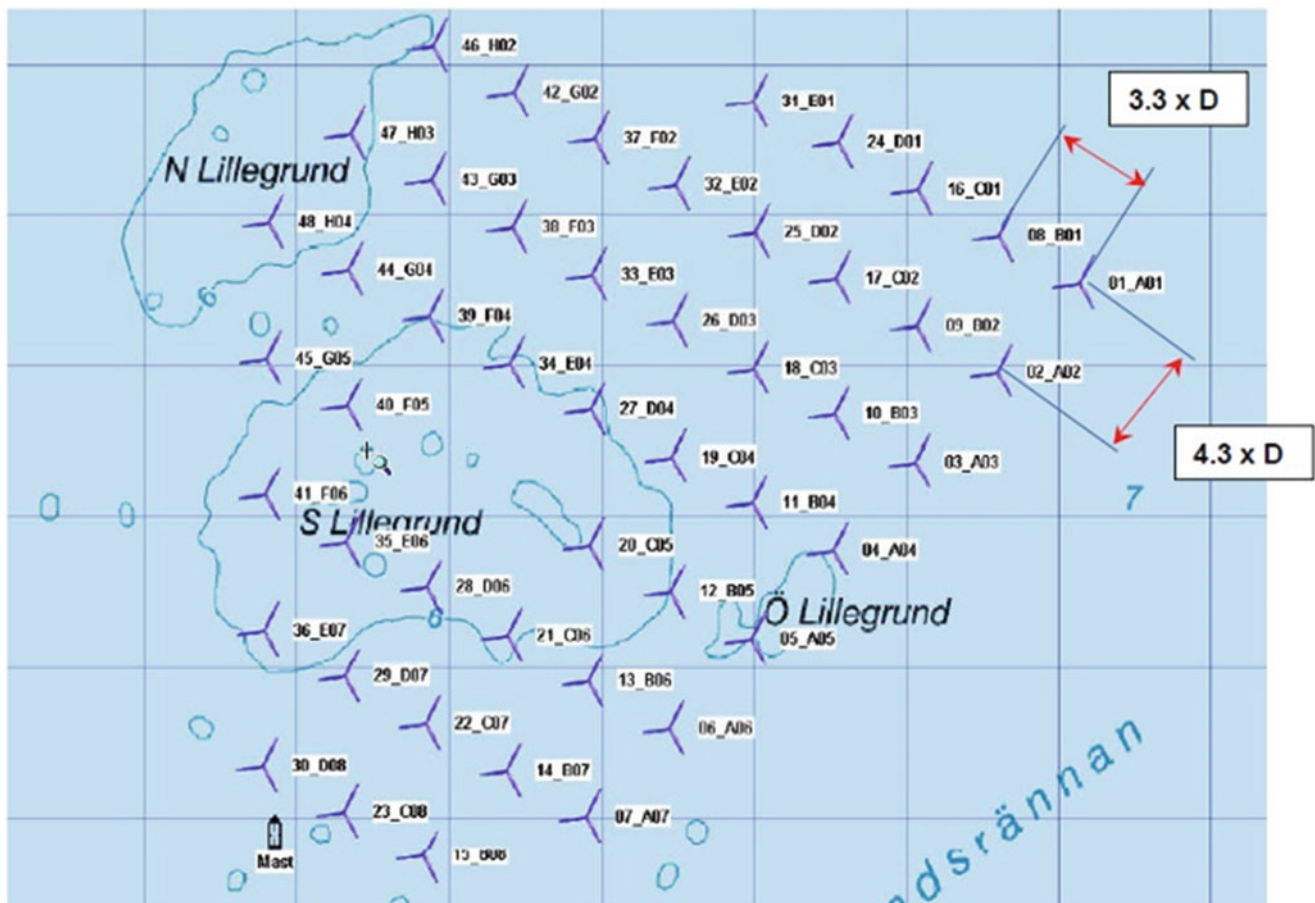 46_H02
42_G02
31_E01
3.3 x D
47_H03
37_F02
24_D01
N Lillegrund
43_G03
32_E02
16_C01
48_H04
38_F03
25_D02
08_B01
44_G04
33_E03
17_C02
01_A01
39_F04
26_D03
09_B02
45_G05
34_E04
18_C03
02_A02
40_F05
27_D04
10_B03
4.3 x D
19_C04
03_A03
41_F06
11_B04
7
S Lillegrund
35_E06
20_C05
04_A04
28_D06
12_B05
Ö Lillegrund
36_E07
21_C06
05_A05
29_D07
13_B06
22_C07
06_A06
30_D08
14_B07
23_C08
07_A07
Mast
15_B08
ndsrännan